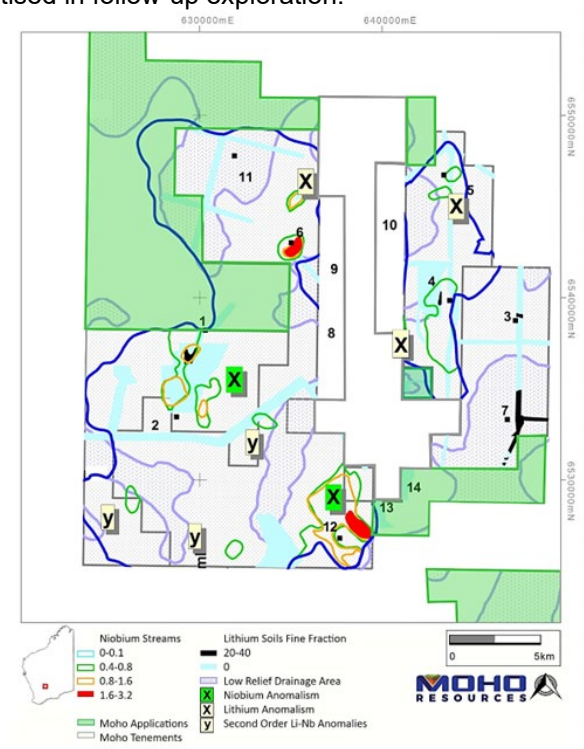 tised in follow-up exploration.
630000mE 640000mE
6550000mN
11
X
5
X
10
6
9
4
6540000mN
3
1
8
X
X
7
2
y
6530000mN
14
X
13
y
12
y
E
Niobium Streams
0-0.1
0.4-0.8
0.8-1.6
1.6-3.2
Moho Applications
Moho Tenements
Lithium Soils Fine Fraction
20-40
0
Low Relief Drainage Area
X Niobium Anomalism
X Lithium Anomalism
y Second Order Li-Nb Anomalies
0 5km
MOHO
RESOURCES